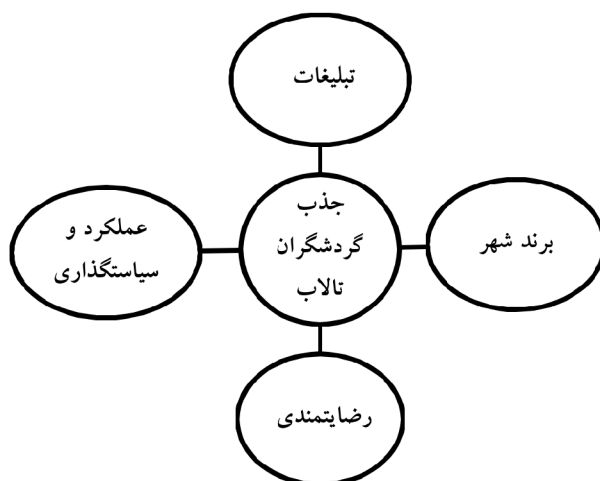 تبلیغات
جذب
گردشگران
تالاب
برند شهر
عملکرد و
سیاستگذاری
رضایتمندی